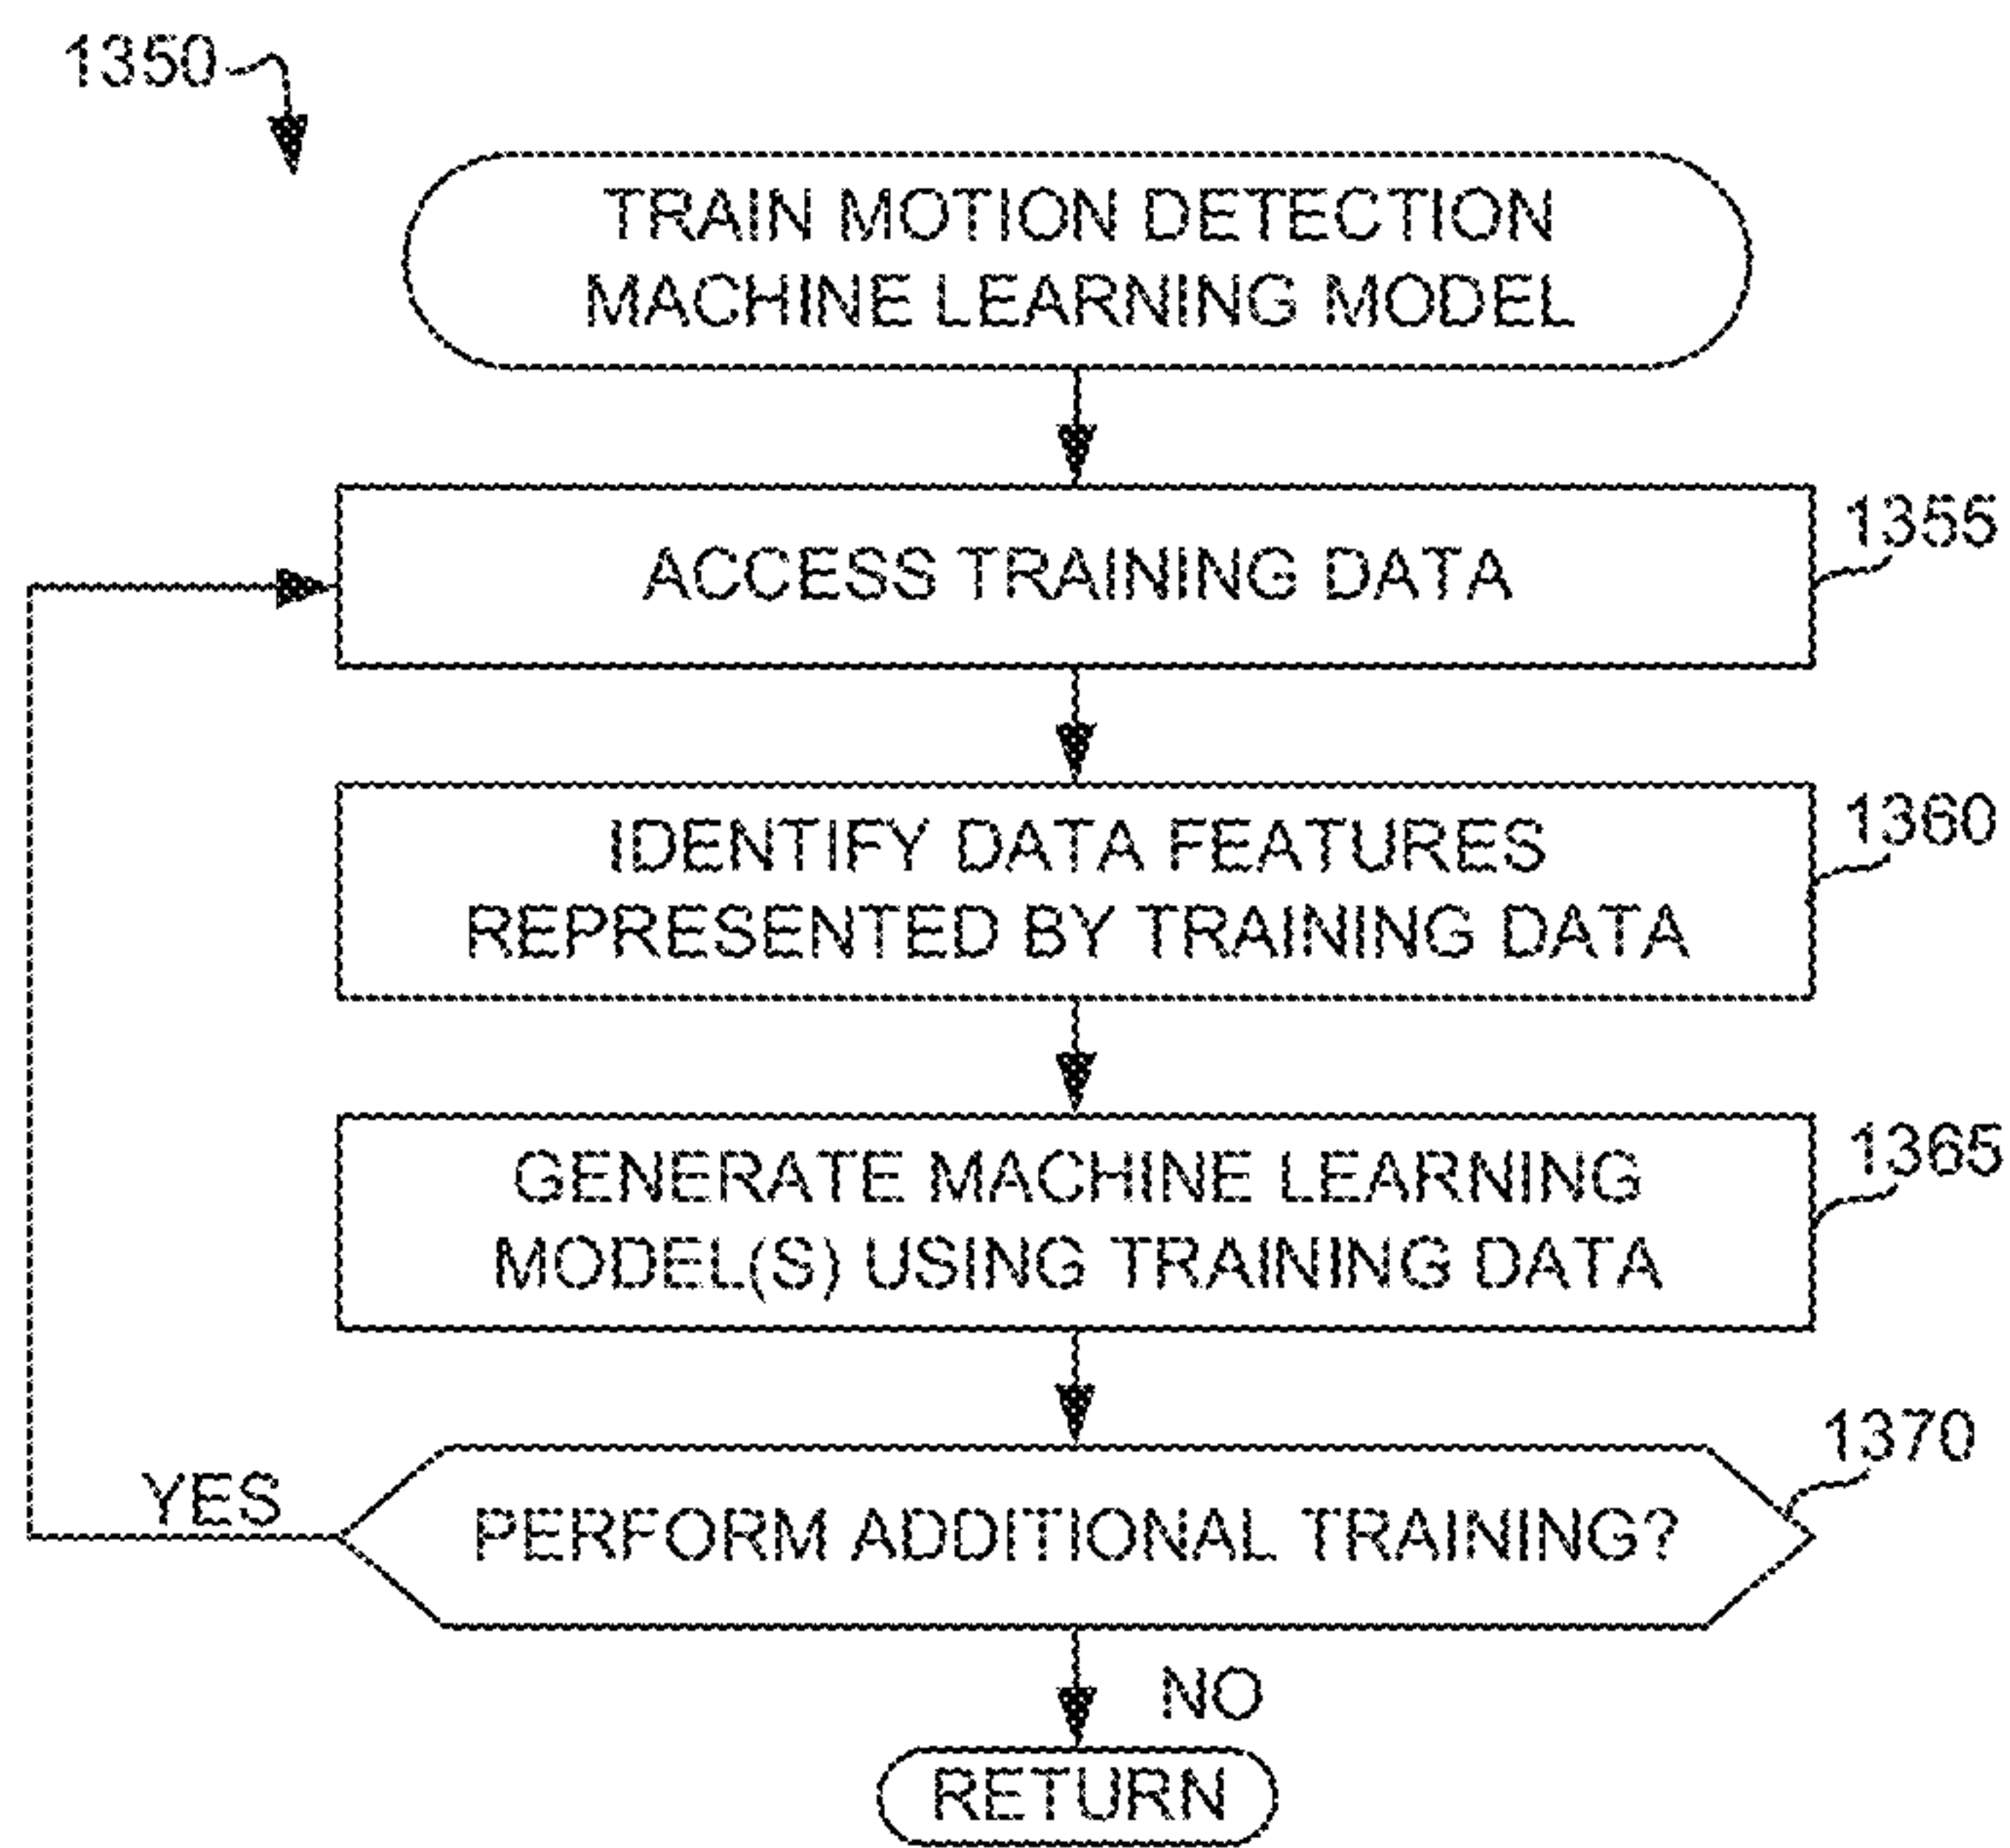 1350
TRAIN MOTION DETECTION
MACHINE LEARNING MODEL
ACCESS TRAINING DATA
1355
IDENTIFY DATA FEATURES
REPRESENTED BY TRAINING DATA
1360
GENERATE MACHINE LEARNING
MODEL(S) USING TRAINING DATA
1365
PERFORM ADDITIONAL TRAINING?
1370
YES
NO
RETURN